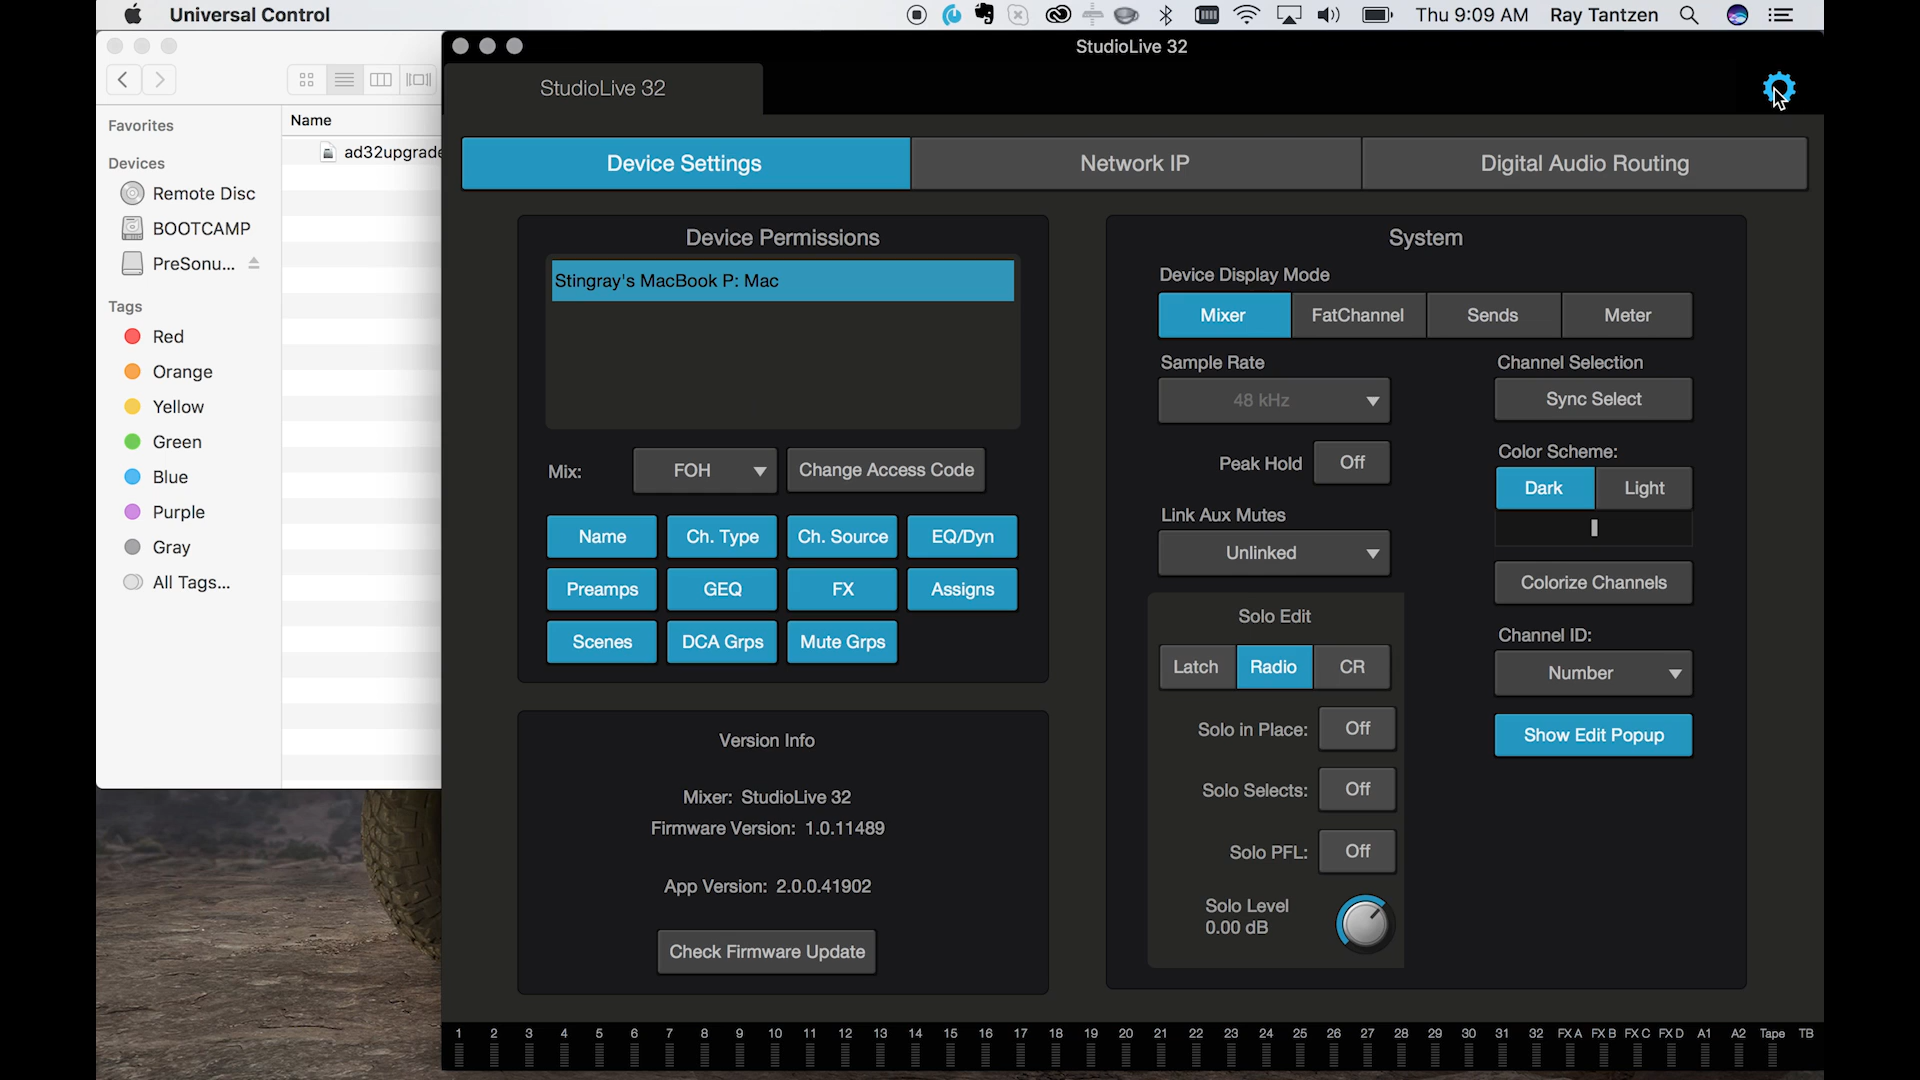 Universal Control
Thu 9:09 AM Ray Tantzen
StudioLive 32
StudioLive 32
Favorites
Devices
Remote Disc
BOOTCAMP
PreSonu...
Tags
Red
Orange
Yellow
Green
Blue
Purple
Gray
All Tags...
Name
ad32upgrade
Device Settings
Network IP
Digital Audio Routing
Device Permissions
Stingray's MacBook P: Mac
Mix: FOH Change Access Code
Name Ch. Type Ch. Source EQ/Dyn
Preamps GEQ FX Assigns
Scenes DCA Grps Mute Grps
Version Info
Mixer: StudioLive 32
Firmware Version: 1.0.11489
App Version: 2.0.0.41902
Check Firmware Update
System
Device Display Mode
Mixer FatChannel Sends Meter
Sample Rate
48 kHz
Peak Hold Off
Link Aux Mutes
Unlinked
Solo Edit
Latch Radio CR
Solo in Place: Off
Solo Selects: Off
Solo PFL: Off
Solo Level
0.00 dB
Channel Selection
Sync Select
Color Scheme:
Dark Light
Colorize Channels
Channel ID:
Number
Show Edit Popup
1 2 3 4 5 6 7 8 9 10 11 12 13 14 15 16 17 18 19 20 21 22 23 24 25 26 27 28 29 30 31 32 FX A FX B FX C FX D A1 A2 Tape TB